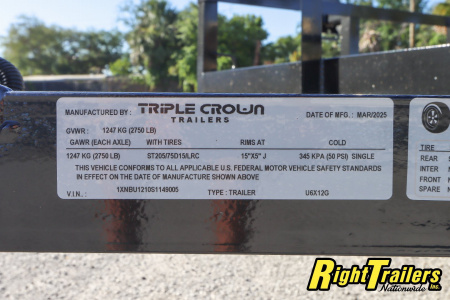 MANUFACTURED BY : TRIPLE CROWN TRAILERS DATE OF MFG. : MAR/2025
GVWR : 1247 KG (2750 LB)
GAWR (EACH AXLE) WITH TIRES RIMS AT COLD
1247 KG (2750 LB) ST205/75D15/LRC 15"X5" J 345 KPA (50 PSI) SINGLE
THIS VEHICLE CONFORMS TO ALL APPLICABLE U.S. FEDERAL MOTOR VEHICLE SAFETY STANDARDS
IN EFFECT ON THE DATE OF MANUFACTURE SHOWN ABOVE
V.I.N. : 1XNBU1210S1149005 TYPE : TRAILER U6X12G
TIRE
REAR
SPARE
RightTrailers Inc.
Nationwide